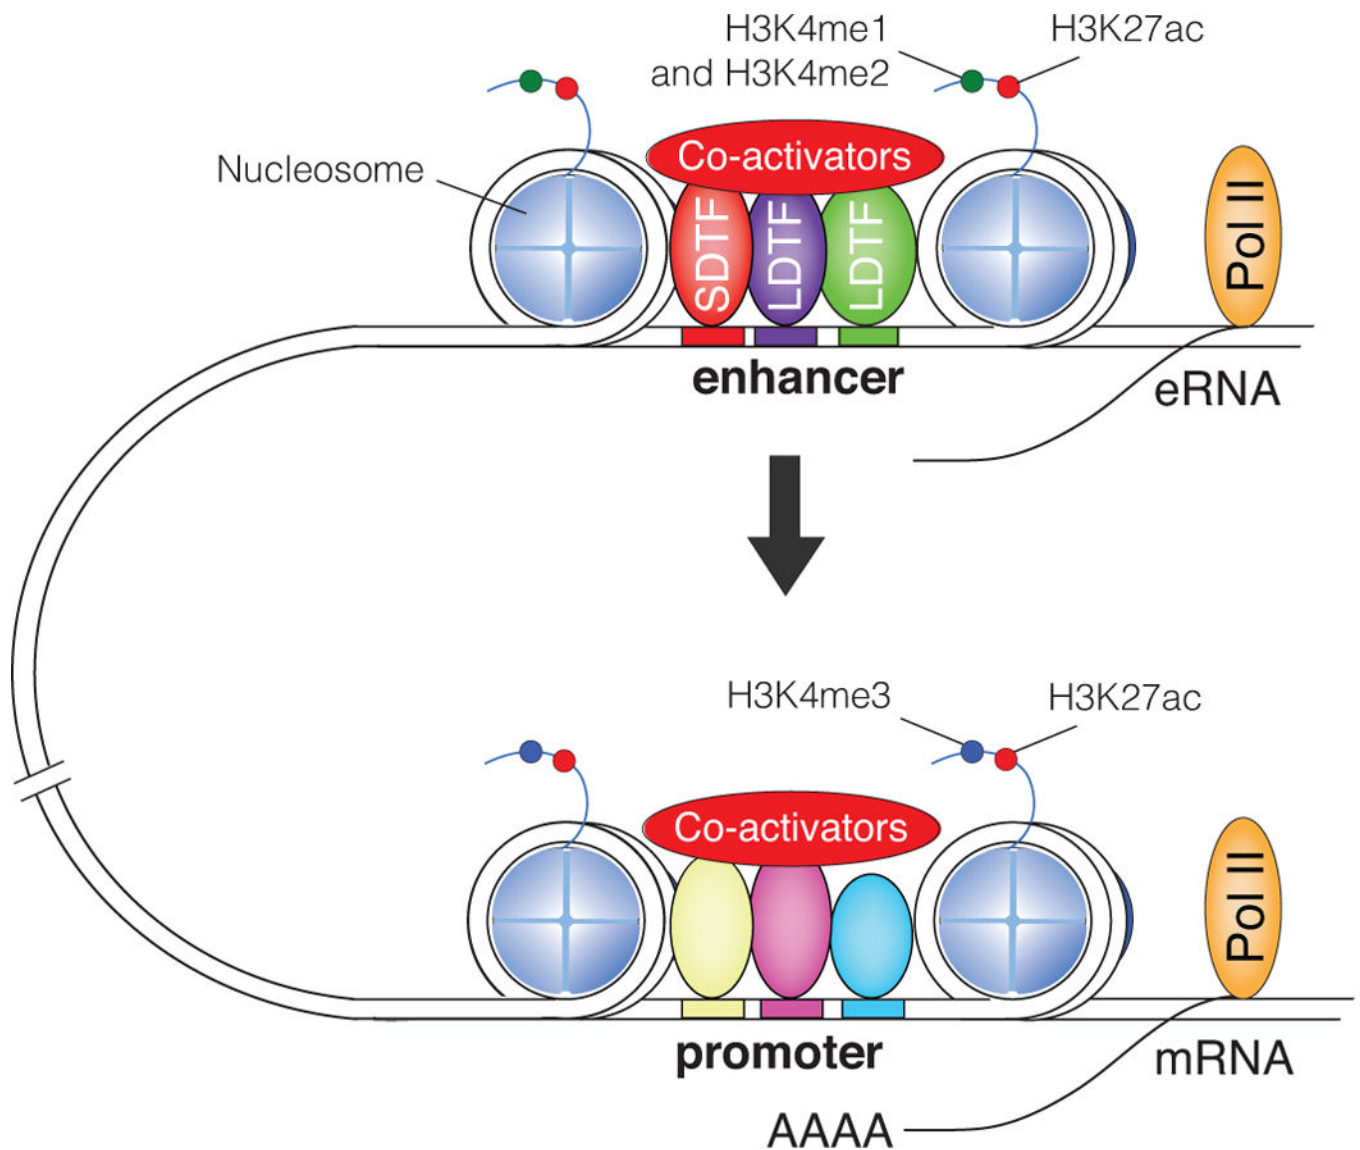 H3K4me1
and H3K4me2
H3K27ac
Nucleosome
Co-activators
SDTF
LDTF
LDTF
Pol II
enhancer
eRNA
H3K4me3
H3K27ac
Co-activators
Pol II
promoter
mRNA
AAAA